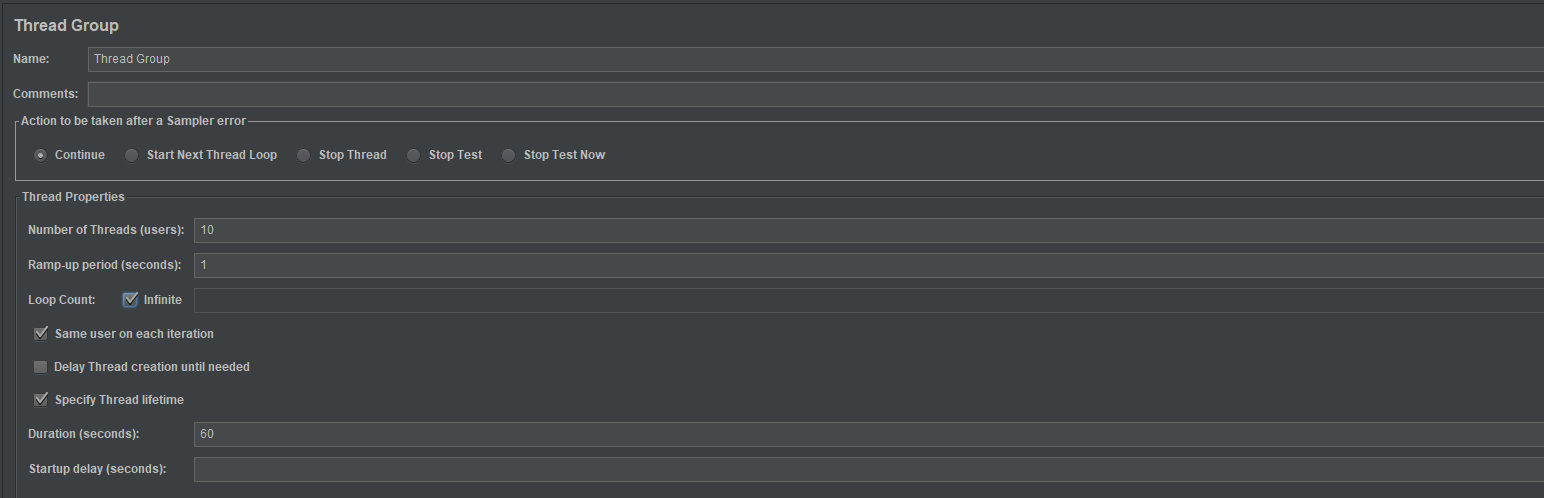 Thread Group
Name: Thread Group
Comments:
Action to be taken after a Sampler error
Continue Start Next Thread Loop Stop Thread Stop Test Stop Test Now
Thread Properties
Number of Threads (users): 10
Ramp-up period (seconds): 1
Loop Count: Infinite
Same user on each iteration
Delay Thread creation until needed
Specify Thread lifetime
Duration (seconds): 60
Startup delay (seconds):